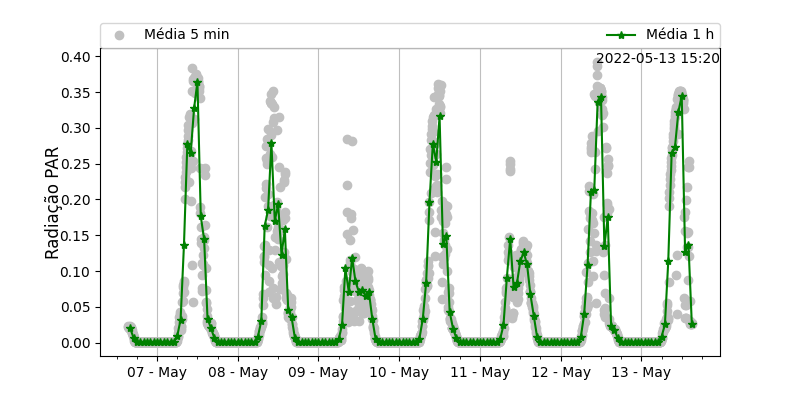 Média 5 min
Média 1 h
2022-05-13 15:20
0.40
0.35
0.30
0.25
0.20
0.15
0.10
0.05
0.00
Radiação PAR
07 - May
08 - May
09 - May
10 - May
11 - May
12 - May
13 - May